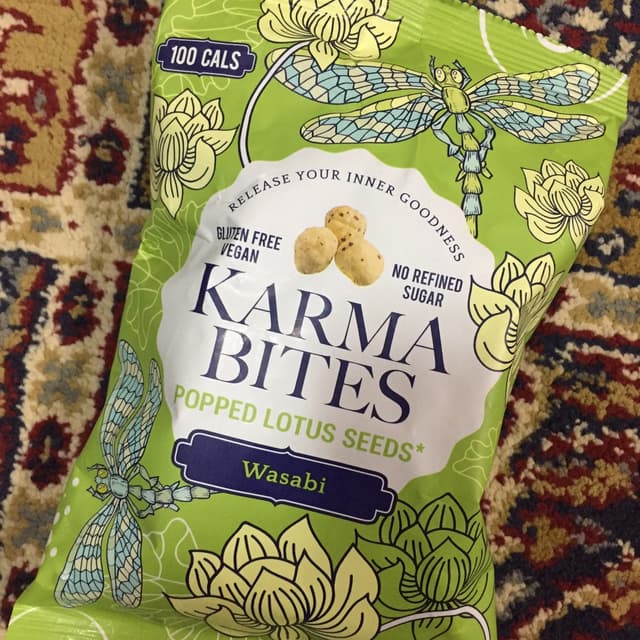 100 CALS
RELEASE YOUR INNER GOODNESS
GLUTEN FREE
VEGAN
NO REFINED
SUGAR
KARMA
BITES
POPPED LOTUS SEEDS*
Wasabi